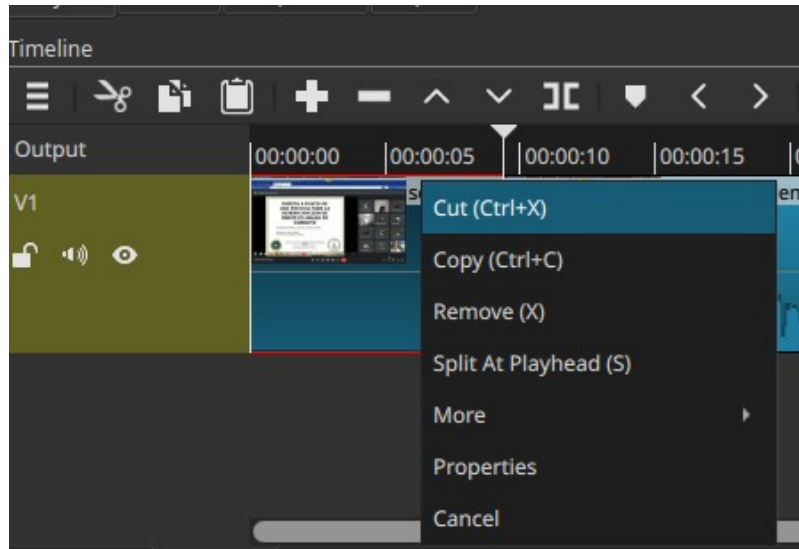 Timeline
Output
00:00:00
00:00:05
00:00:10
00:00:15
V1
Cut (Ctrl+X)
Copy (Ctrl+C)
Remove (X)
Split At Playhead (S)
More
Properties
Cancel